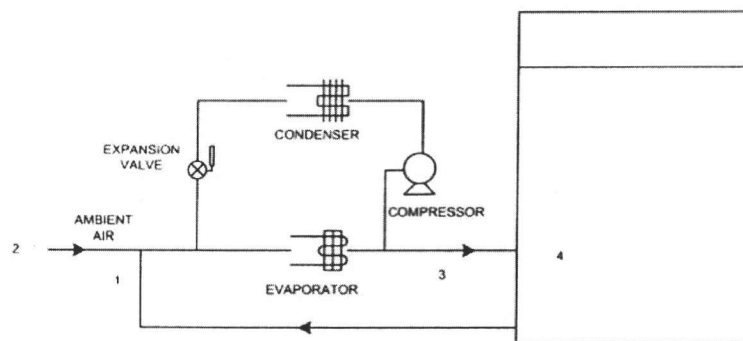 CONDENSER
EXPANSION
VALVE
COMPRESSOR
AMBIENT
AIR
2
1
EVAPORATOR
3
4